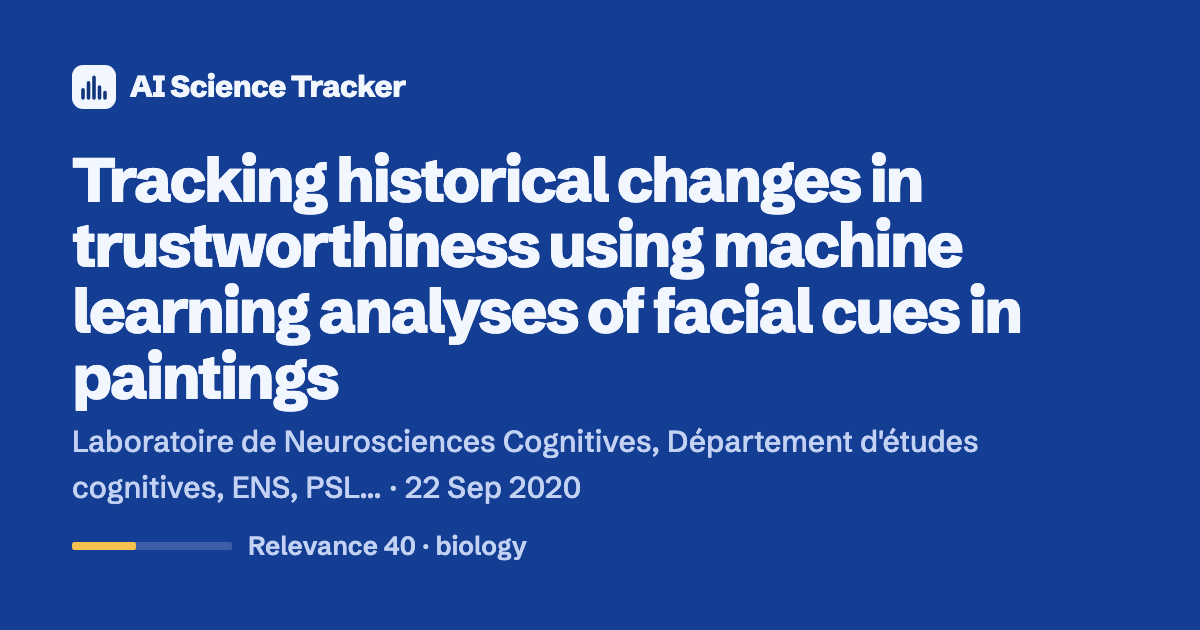 AI Science Tracker
Tracking historical changes in
trustworthiness using machine
learning analyses of facial cues in
paintings
Laboratoire de Neurosciences Cognitives, Département d'études
cognitives, ENS, PSL... · 22 Sep 2020
Relevance 40 · biology